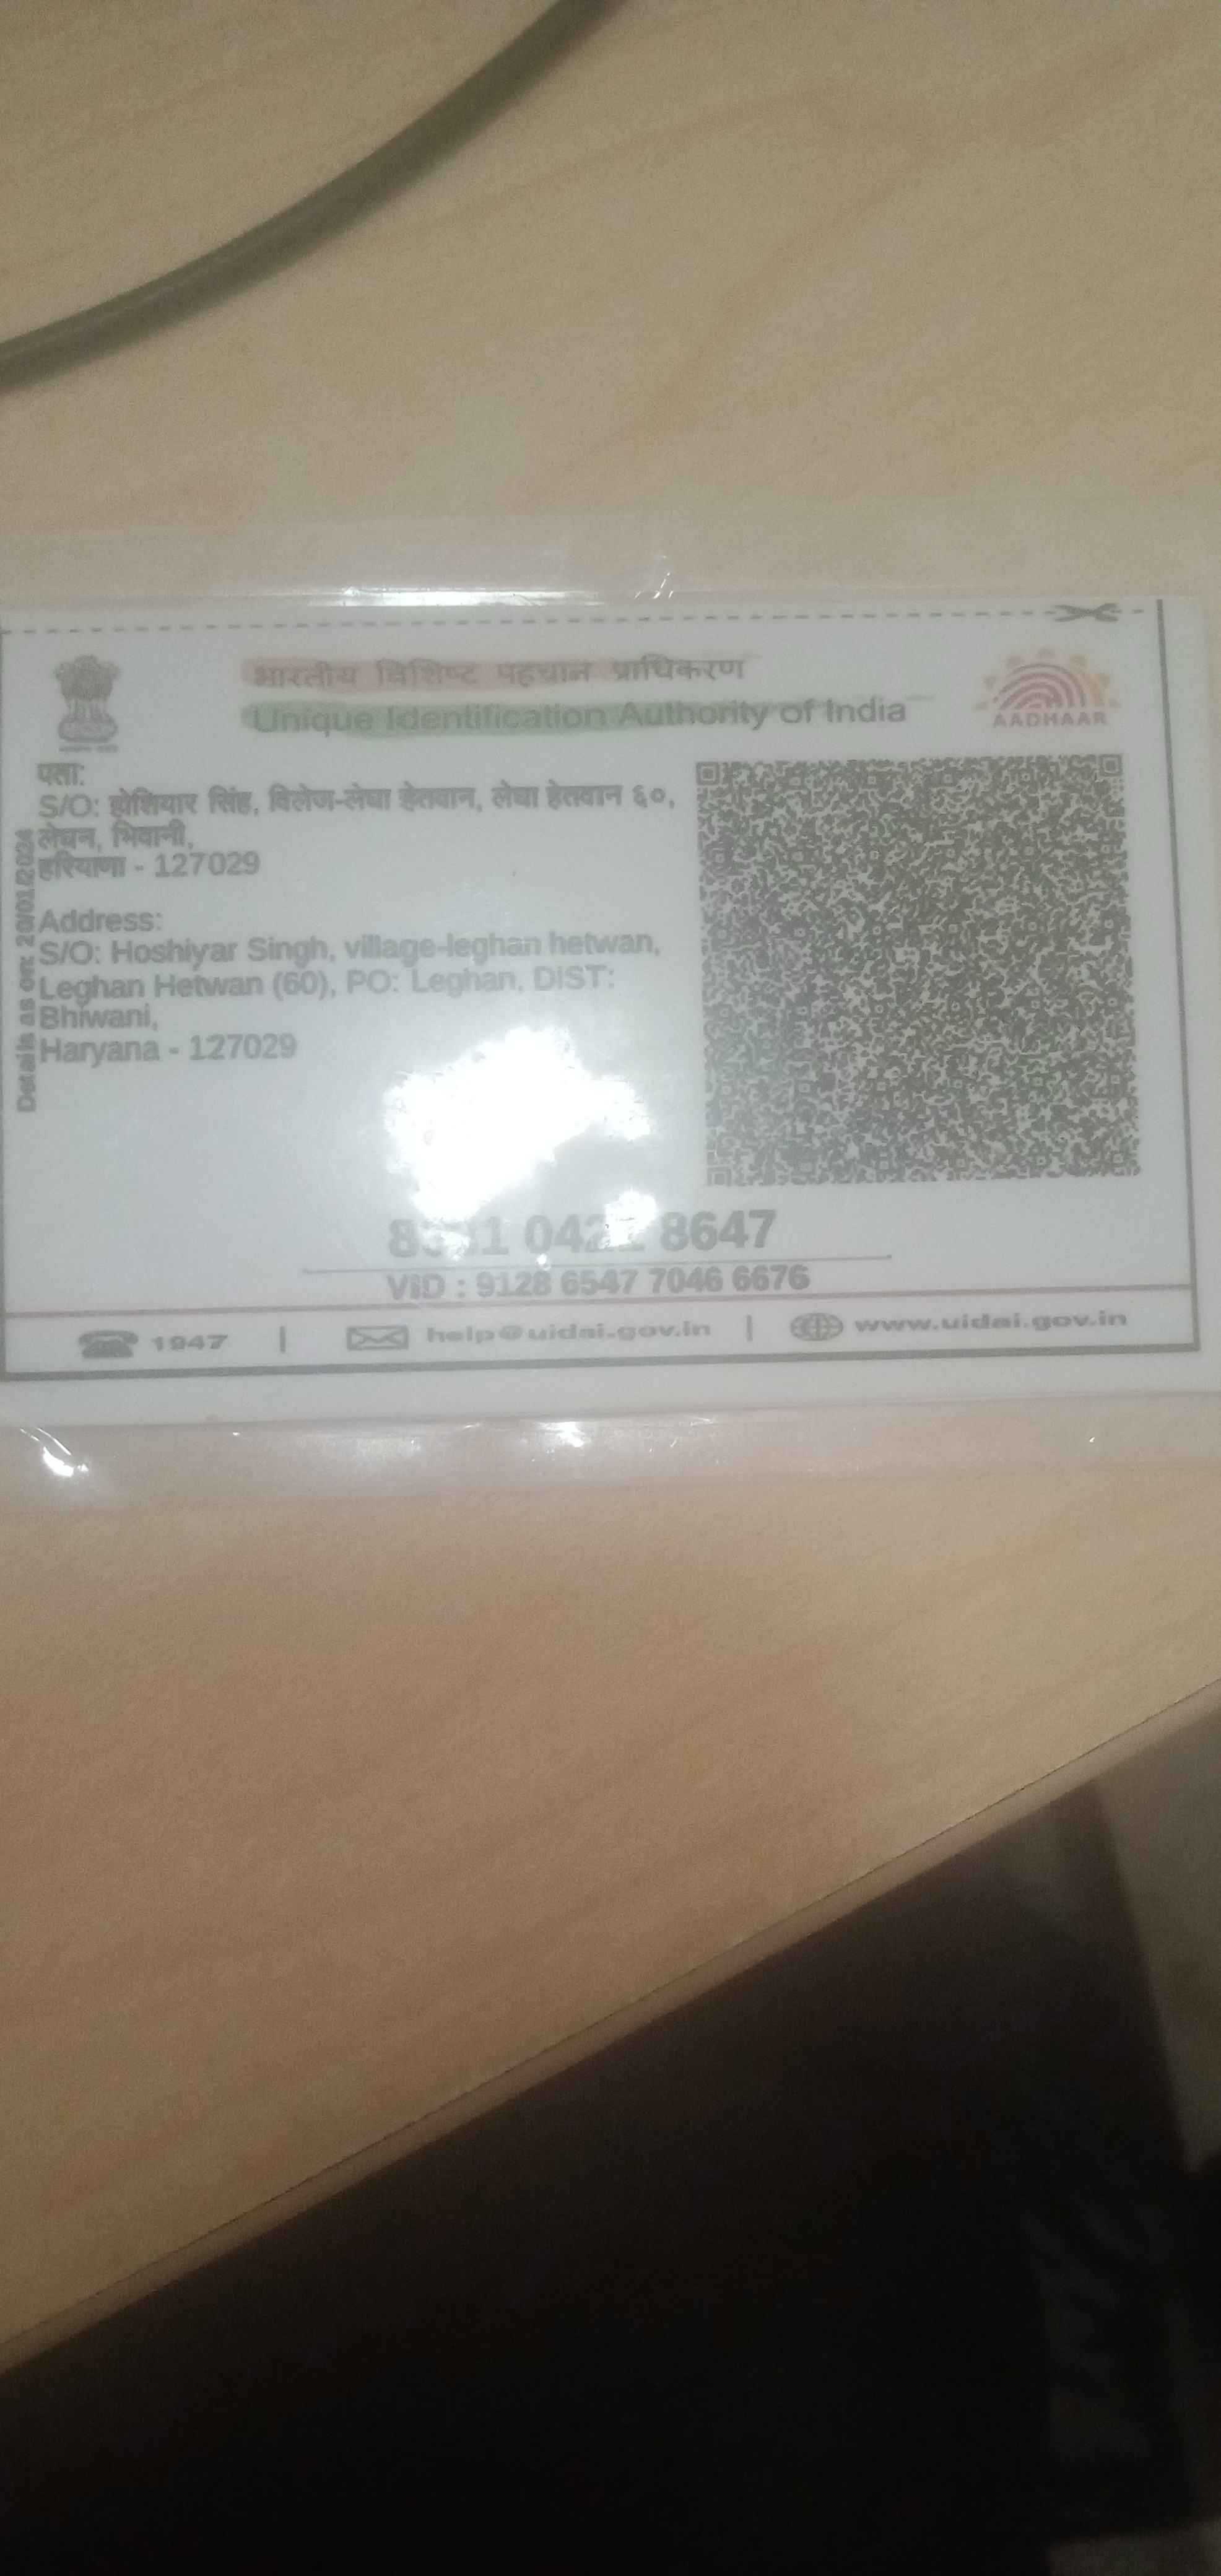 भारतीय विशिष्ट पहचान प्राधिकरण
Unique Identification Authority of India
AADHAAR
पता:
S/O: होशियार सिंह, विलेज-लेघा हेतवान, लेघा हेतवान ६०,
लेघन, भिवानी,
हरियाणा - 127029
Address:
S/O: Hoshiyar Singh, village-leghan hetwan,
Leghan Hetwan (60), PO: Leghan, DIST:
Bhiwani,
Haryana - 127029
Details as on: 20/01/2024
8647
VID : 9128 6547 7046 6676
1947 | help@uidai.gov.in | www.uidai.gov.in